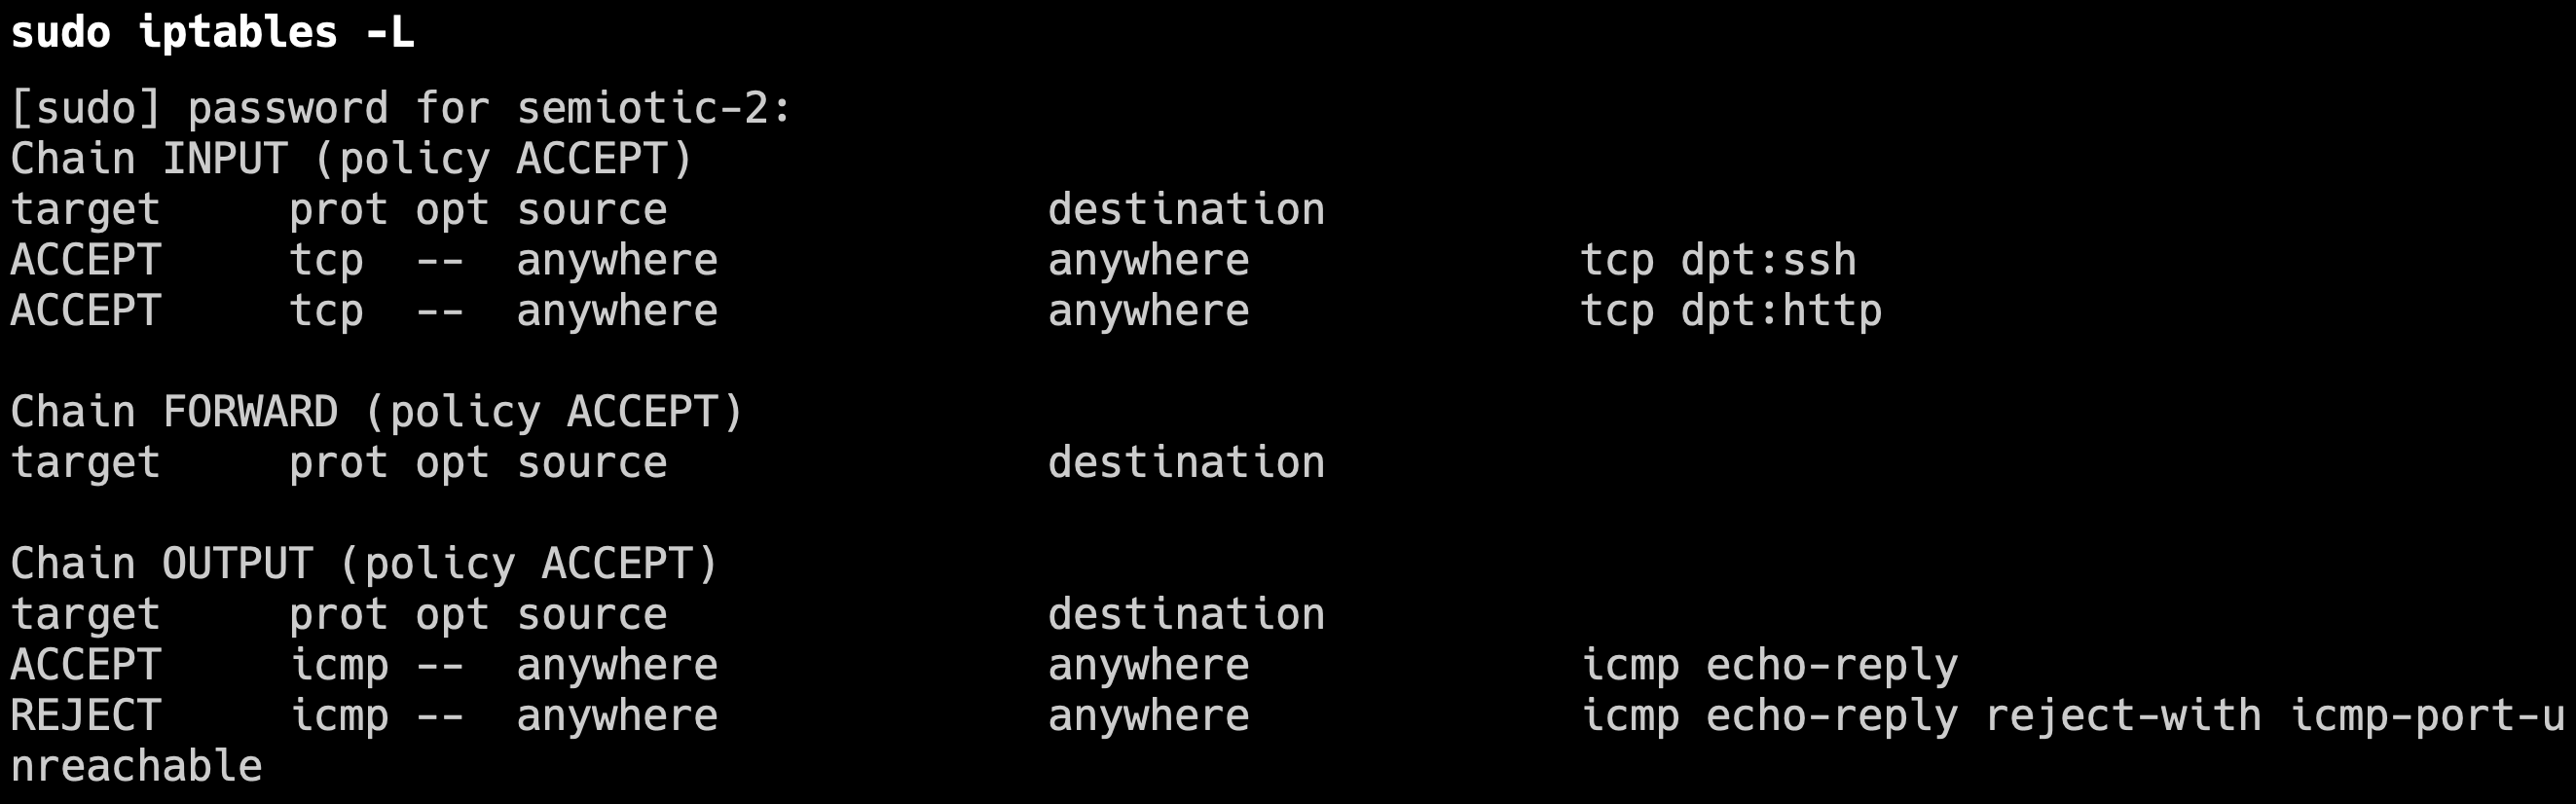 sudo iptables -L
[sudo] password for semiotic-2:
Chain INPUT (policy ACCEPT)
target     prot opt source               destination
ACCEPT     tcp  --  anywhere             anywhere             tcp dpt:ssh
ACCEPT     tcp  --  anywhere             anywhere             tcp dpt:http

Chain FORWARD (policy ACCEPT)
target     prot opt source               destination

Chain OUTPUT (policy ACCEPT)
target     prot opt source               destination
ACCEPT     icmp --  anywhere             anywhere             icmp echo-reply
REJECT     icmp --  anywhere             anywhere             icmp echo-reply reject-with icmp-port-u
nreachable